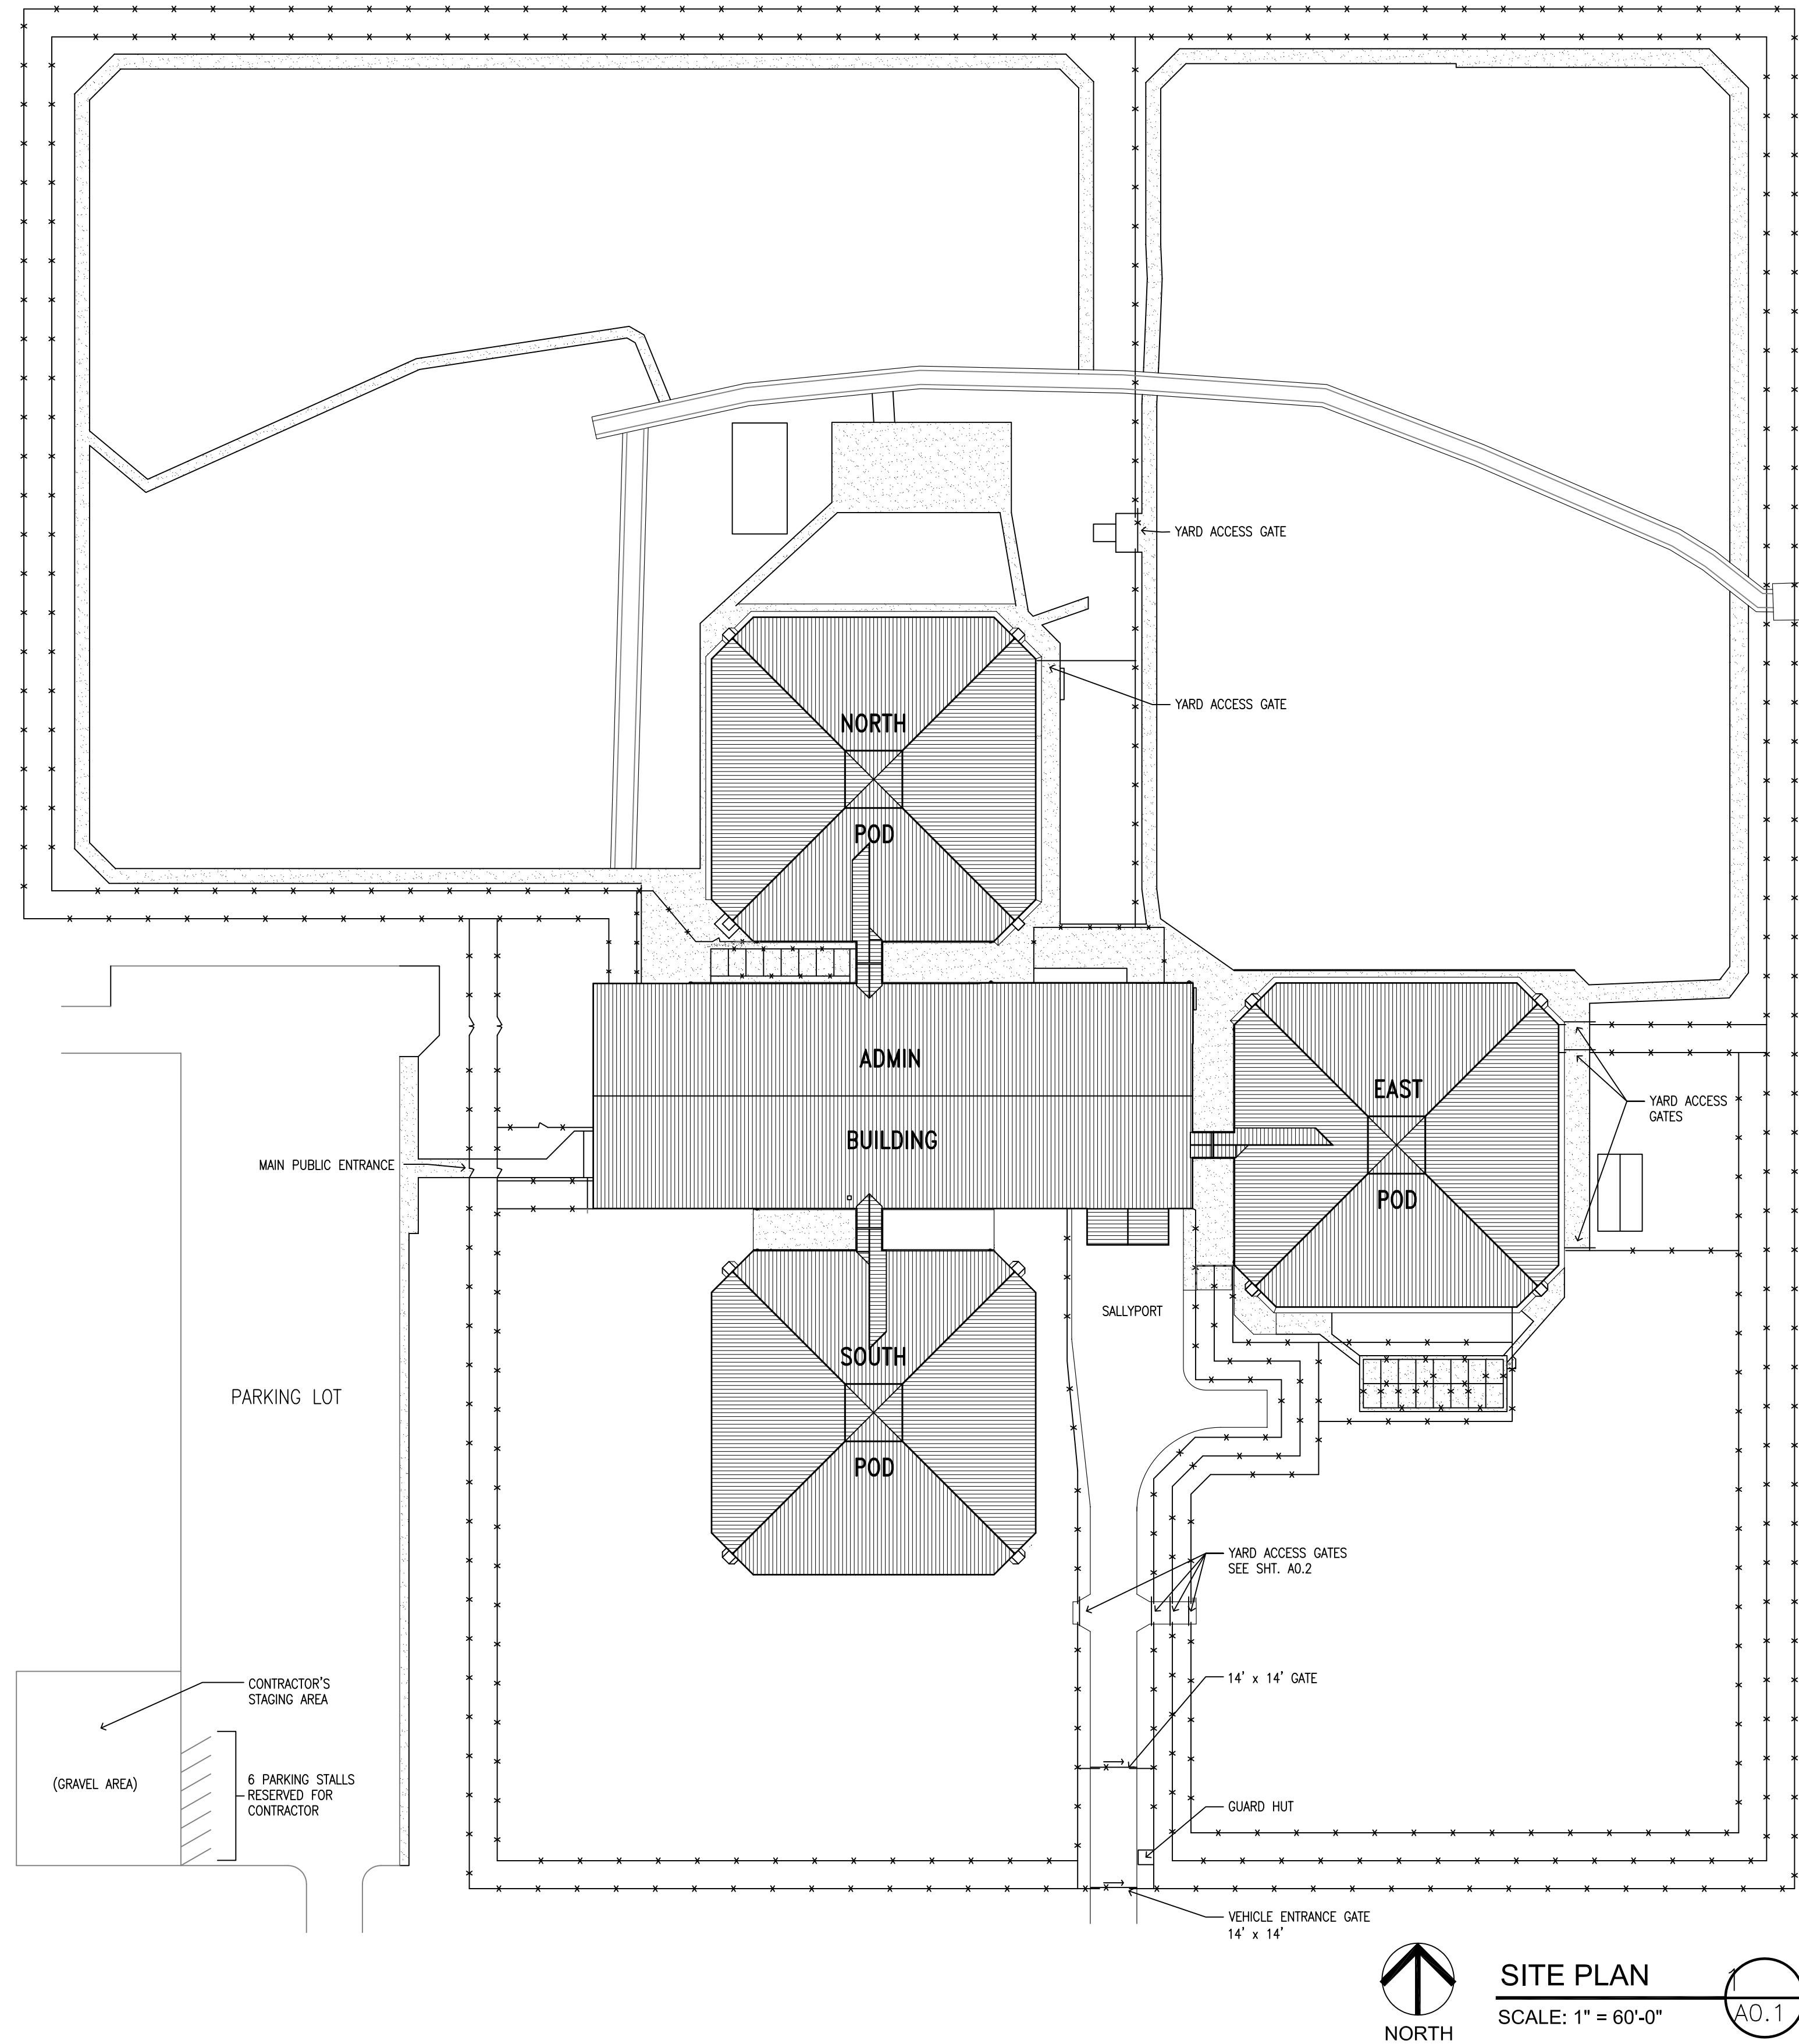 YARD ACCESS GATE
YARD ACCESS GATE
NORTH
POD
ADMIN
BUILDING
EAST
POD
YARD ACCESS
GATES
MAIN PUBLIC ENTRANCE
SALLYPORT
SOUTH
POD
PARKING LOT
YARD ACCESS GATES
SEE SHT. A0.2
CONTRACTOR'S
STAGING AREA
14' x 14' GATE
(GRAVEL AREA)
6 PARKING STALLS
RESERVED FOR
CONTRACTOR
GUARD HUT
VEHICLE ENTRANCE GATE
14' x 14'
NORTH
SITE PLAN
SCALE: 1" = 60'-0"
1
A0.1